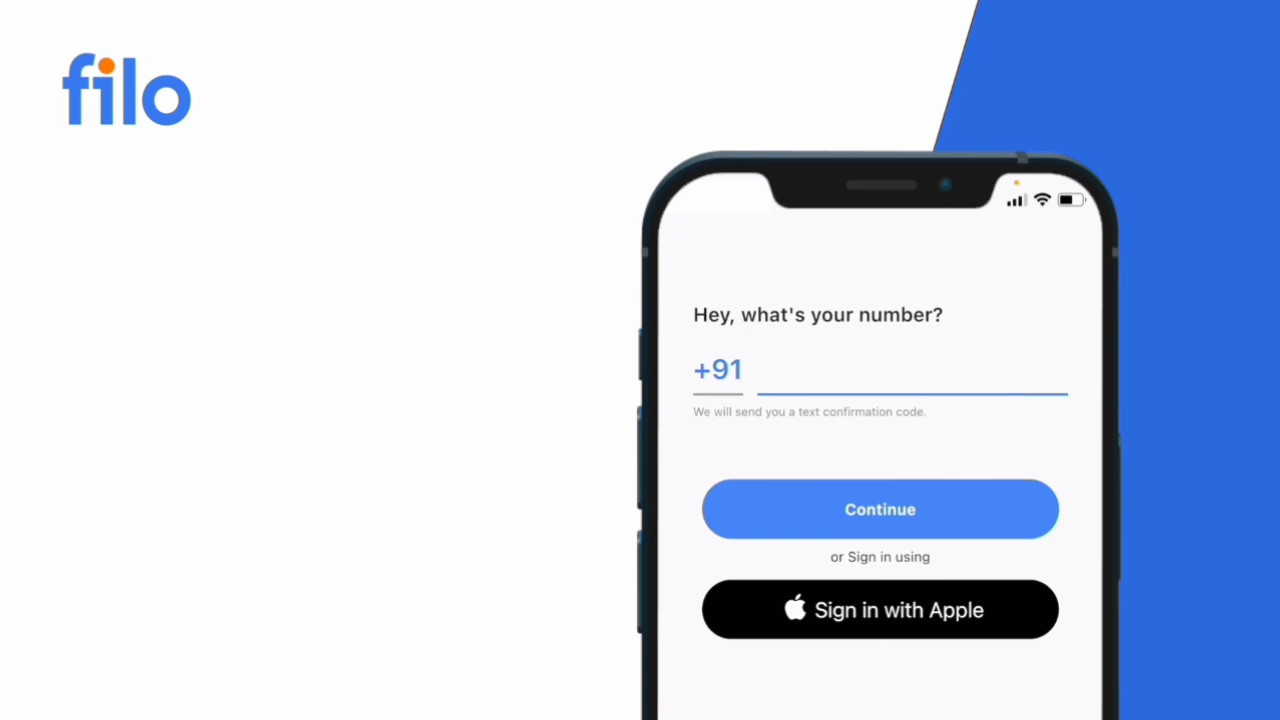 filo
Hey, what's your number?
+91
We will send you a text confirmation code.
Continue
or Sign in using
Sign in with Apple